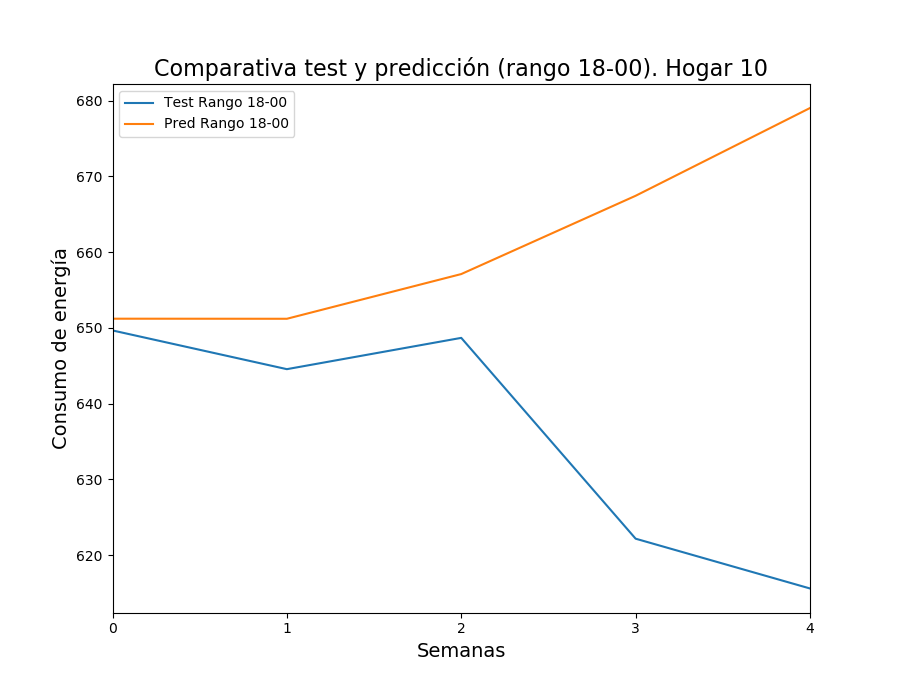 Comparativa test y predicción (rango 18-00). Hogar 10
Test Rango 18-00
Pred Rango 18-00
680
670
660
650
640
630
620
Consumo de energía
0 1 2 3 4
Semanas